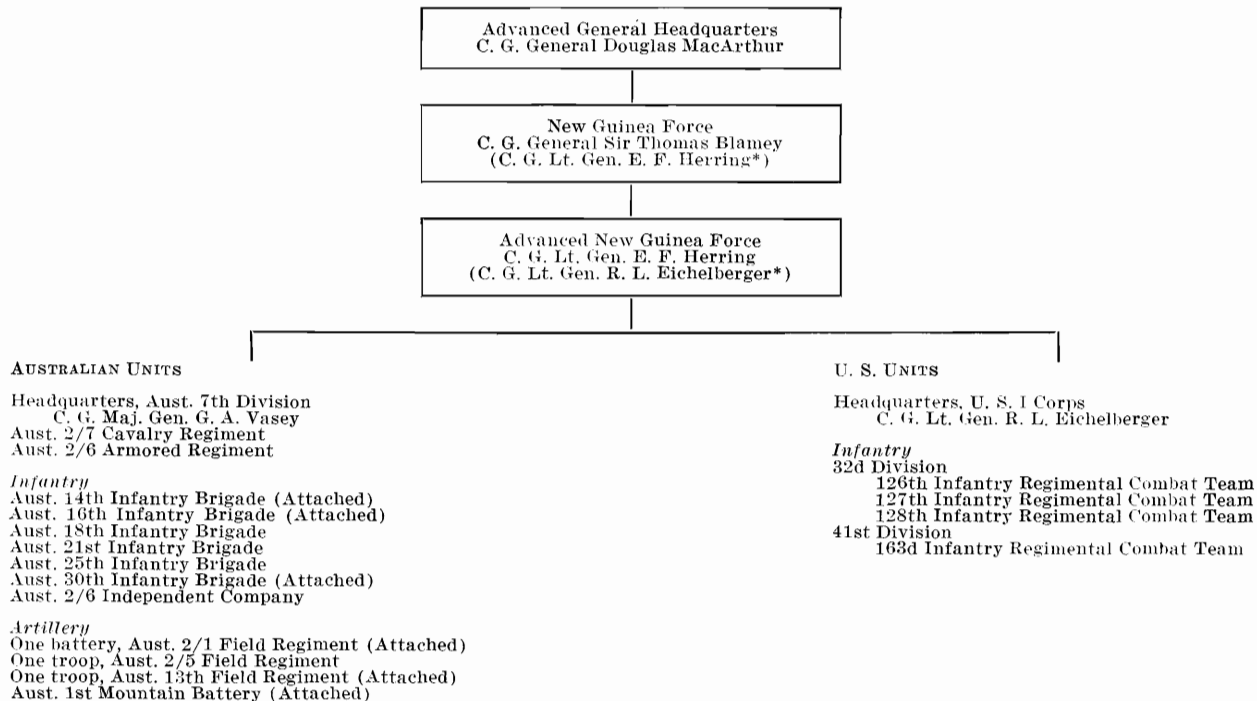 Advanced General Headquarters
C. G. General Douglas MacArthur
New Guinea Force
C. G. General Sir Thomas Blamey
(C. G. Lt. Gen. E. F. Herring*)
Advanced New Guinea Force
C. G. Lt. Gen. E. F. Herring
(C. G. Lt. Gen. R. L. Eichelberger*)
AUSTRALIAN UNITS
Headquarters, Aust. 7th Division
C. G. Maj. Gen. G. A. Vasey
Aust. 2/7 Cavalry Regiment
Aust. 2/6 Armored Regiment
Infantry
Aust. 14th Infantry Brigade (Attached)
Aust. 16th Infantry Brigade (Attached)
Aust. 18th Infantry Brigade
Aust. 21st Infantry Brigade
Aust. 25th Infantry Brigade
Aust. 30th Infantry Brigade (Attached)
Aust. 2/6 Independent Company
Artillery
One battery, Aust. 2/1 Field Regiment (Attached)
One troop, Aust. 2/5 Field Regiment
One troop, Aust. 13th Field Regiment (Attached)
Aust. 1st Mountain Battery (Attached)
U. S. UNITS
Headquarters, U. S. I Corps
C. G. Lt. Gen. R. L. Eichelberger
Infantry
32d Division
126th Infantry Regimental Combat Team
127th Infantry Regimental Combat Team
128th Infantry Regimental Combat Team
41st Division
163d Infantry Regimental Combat Team